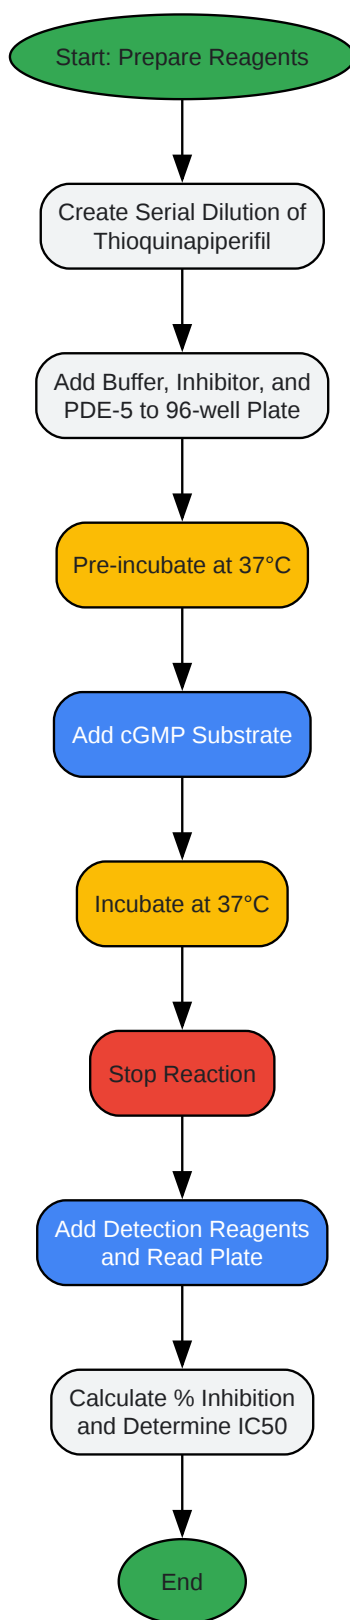 Start: Prepare Reagents
Create Serial Dilution of
Thioquinapiperifil
Add Buffer, Inhibitor, and
PDE-5 to 96-well Plate
Pre-incubate at 37°C
Add cGMP Substrate
Incubate at 37°C
Stop Reaction
Add Detection Reagents
and Read Plate
Calculate % Inhibition
and Determine IC50
End